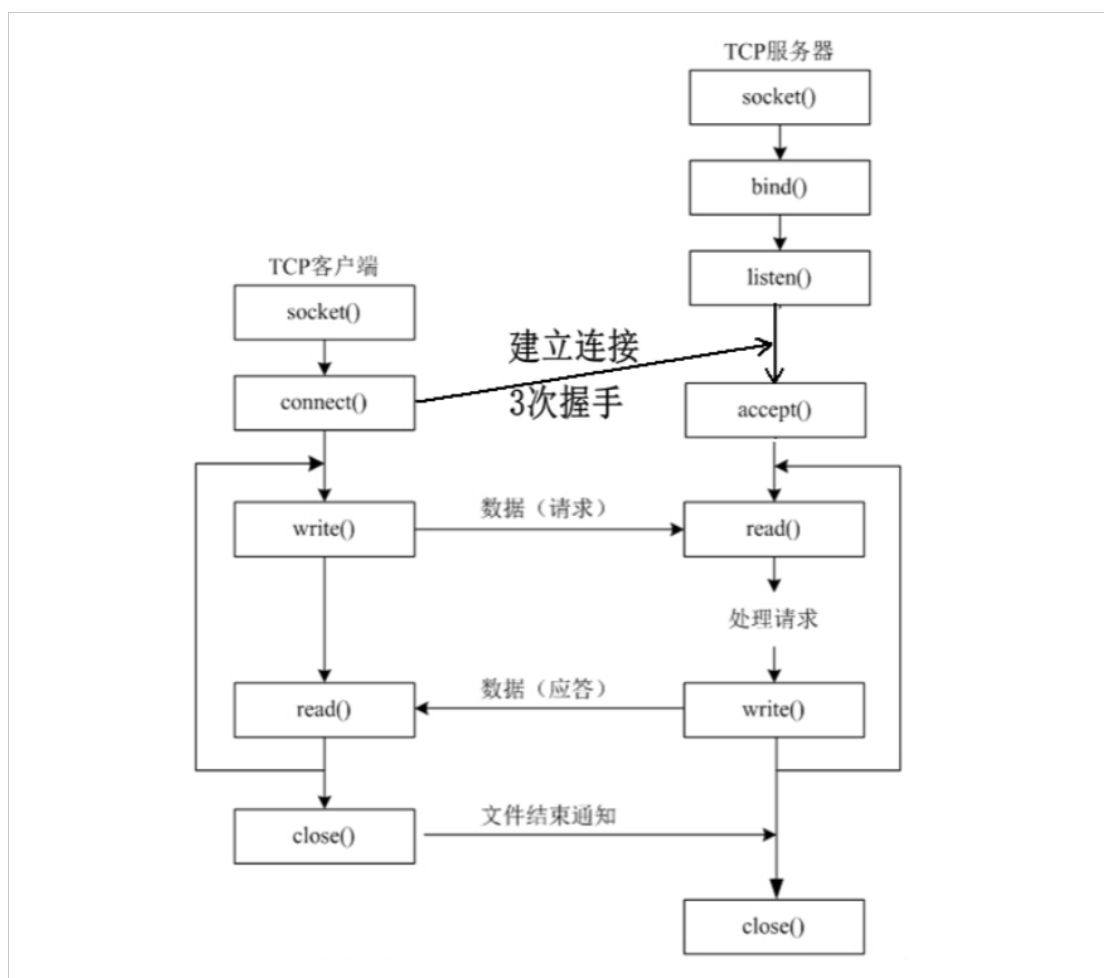 TCP服务器
socket()
bind()
listen()
TCP客户端
socket()
建立连接
connect()
3次握手
accept()
数据（请求）
write()
read()
处理请求
数据（应答）
read()
write()
文件结束通知
close()
close()